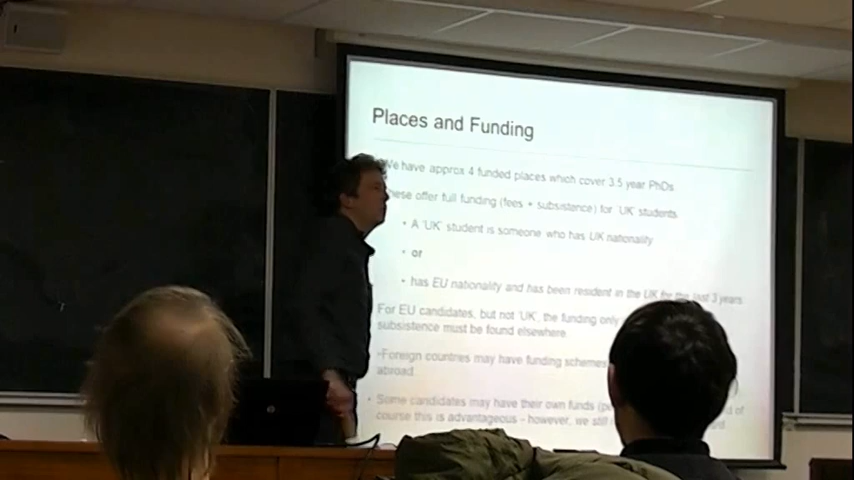 Places and Funding
We have approx 4 funded places which cover 3.5 year PhDs
these offer full funding (fees + subsistence) for `UK' students
• A `UK' student is someone who has UK nationality
• or
• has EU nationality and has been resident in the UK for the last 3 years
For EU candidates, but not `UK', the funding only
subsistence must be found elsewhere
•Foreign countries may have funding schemes
abroad
• Some candidates may have their own funds of
course this is advantageous - however, we still